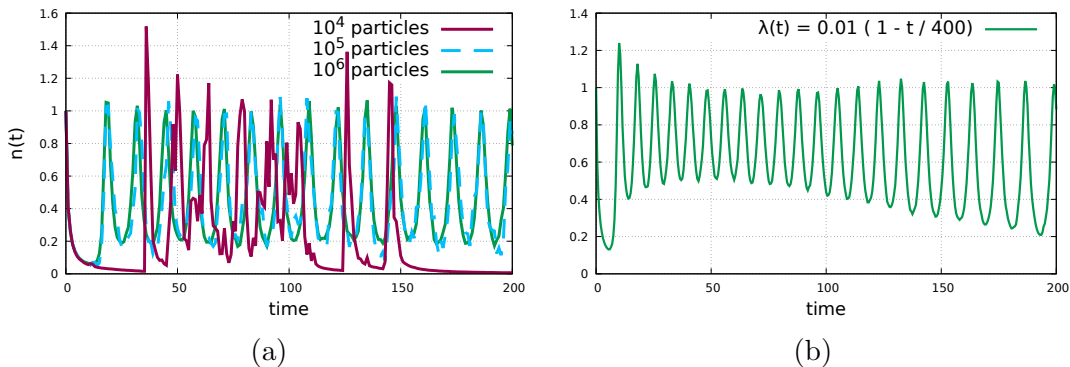 1.6
1.4
1.2
1
0.8
0.6
0.4
0.2
0
n(t)
10⁴ particles
10⁵ particles
10⁶ particles
0 50 100 150 200
time
(a)
1.4
1.2
1
0.8
0.6
0.4
0.2
0
λ(t) = 0.01 ( 1 - t / 400)
0 50 100 150 200
time
(b)